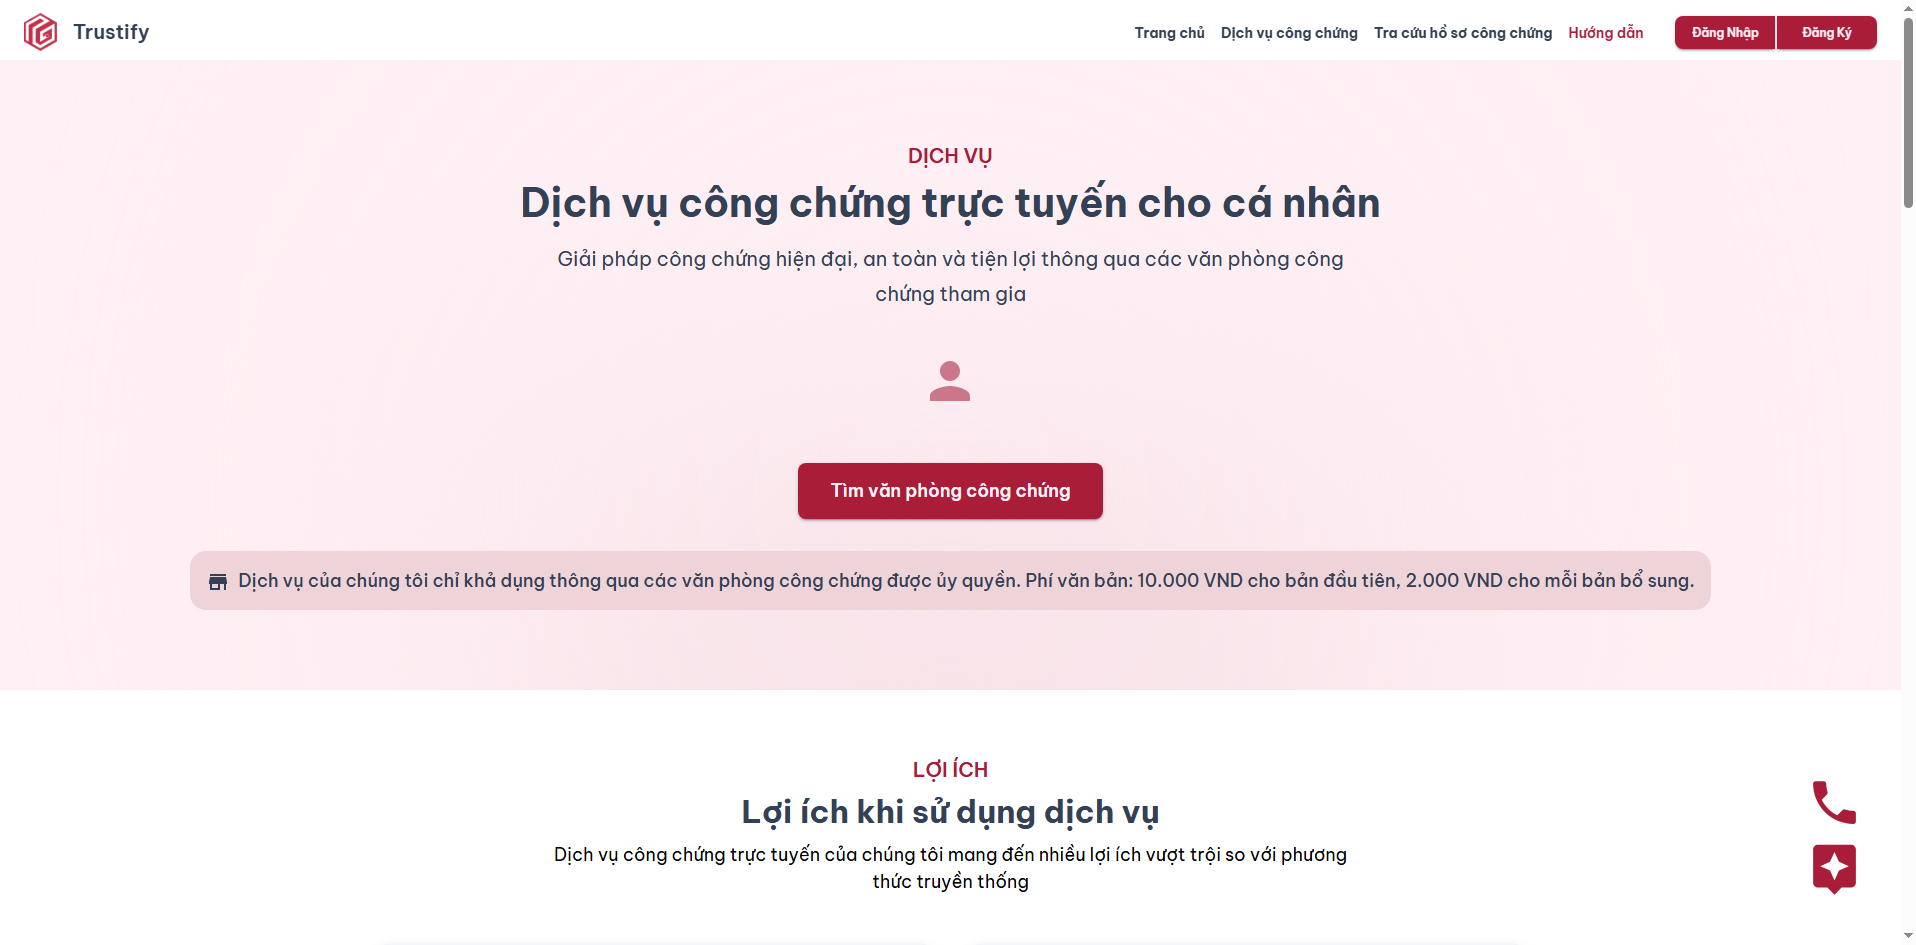 Trustify
Trang chủ Dịch vụ công chứng Tra cứu hồ sơ công chứng Hướng dẫn Đăng Nhập Đăng Ký
DỊCH VỤ
Dịch vụ công chứng trực tuyến cho cá nhân
Giải pháp công chứng hiện đại, an toàn và tiện lợi thông qua các văn phòng công
chứng tham gia
Tìm văn phòng công chứng
Dịch vụ của chúng tôi chỉ khả dụng thông qua các văn phòng công chứng được ủy quyền. Phí văn bản: 10.000 VND cho bản đầu tiên, 2.000 VND cho mỗi bản bổ sung.
LỢI ÍCH
Lợi ích khi sử dụng dịch vụ
Dịch vụ công chứng trực tuyến của chúng tôi mang đến nhiều lợi ích vượt trội so với phương
thức truyền thống